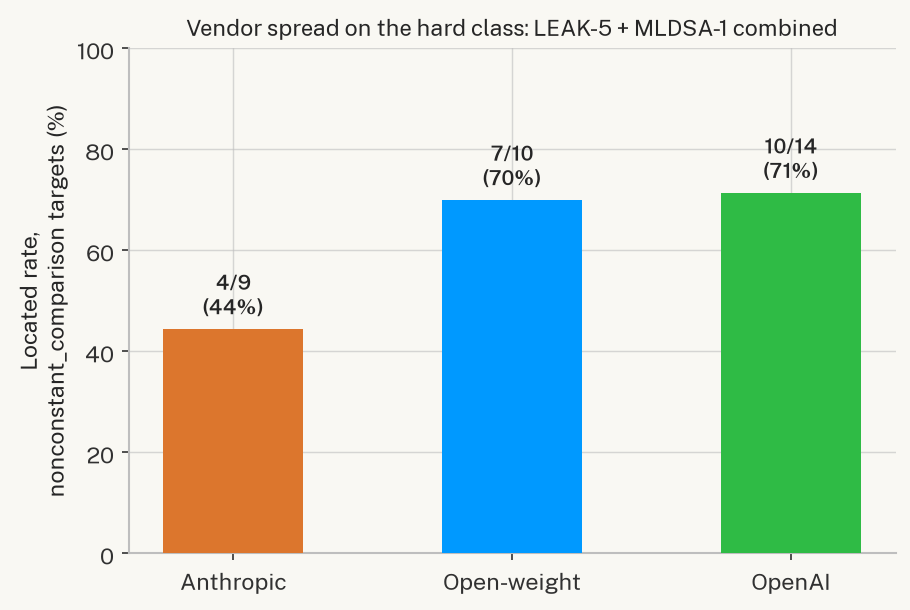 Vendor spread on the hard class: LEAK-5 + MLDSA-1 combined
Located rate,
nonconstant_comparison targets (%)
100
80
60
40
20
0
4/9
(44%)
7/10
(70%)
10/14
(71%)
Anthropic
Open-weight
OpenAI